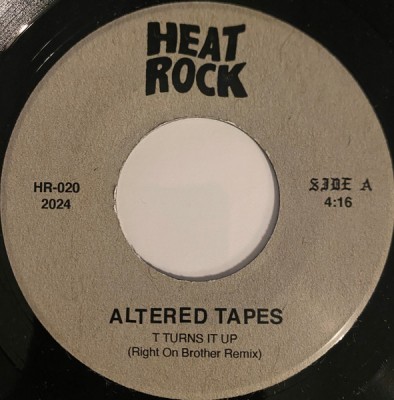 HEAT
ROCK
HR-020
2024
SIDE A
4:16
ALTERED TAPES
T TURNS IT UP
(Right On Brother Remix)